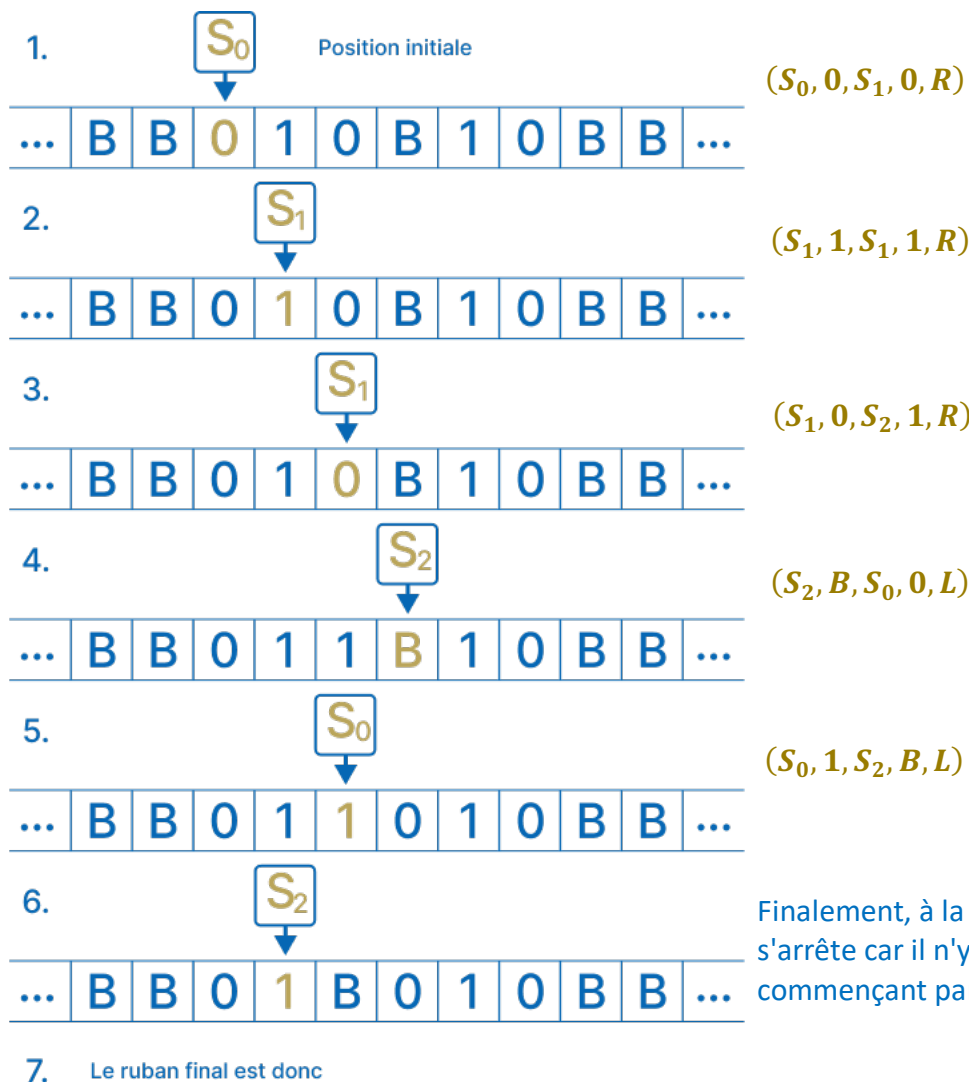 1. S₀ Position initiale
(S₀, 0, S₁, 0, R)
... B B 0 1 0 B 1 0 B B ...
2. S₁
(S₁, 1, S₁, 1, R)
... B B 0 1 0 B 1 0 B B ...
3. S₁
(S₁, 0, S₂, 1, R)
... B B 0 1 0 B 1 0 B B ...
4. S₂
(S₂, B, S₀, 0, L)
... B B 0 1 1 B 1 0 B B ...
5. S₀
(S₀, 1, S₂, B, L)
... B B 0 1 1 0 1 0 B B ...
6. S₂
Finalement, à la
s'arrête car il n'y
commençant pa
... B B 0 1 B 0 1 0 B B ...
7. Le ruban final est donc